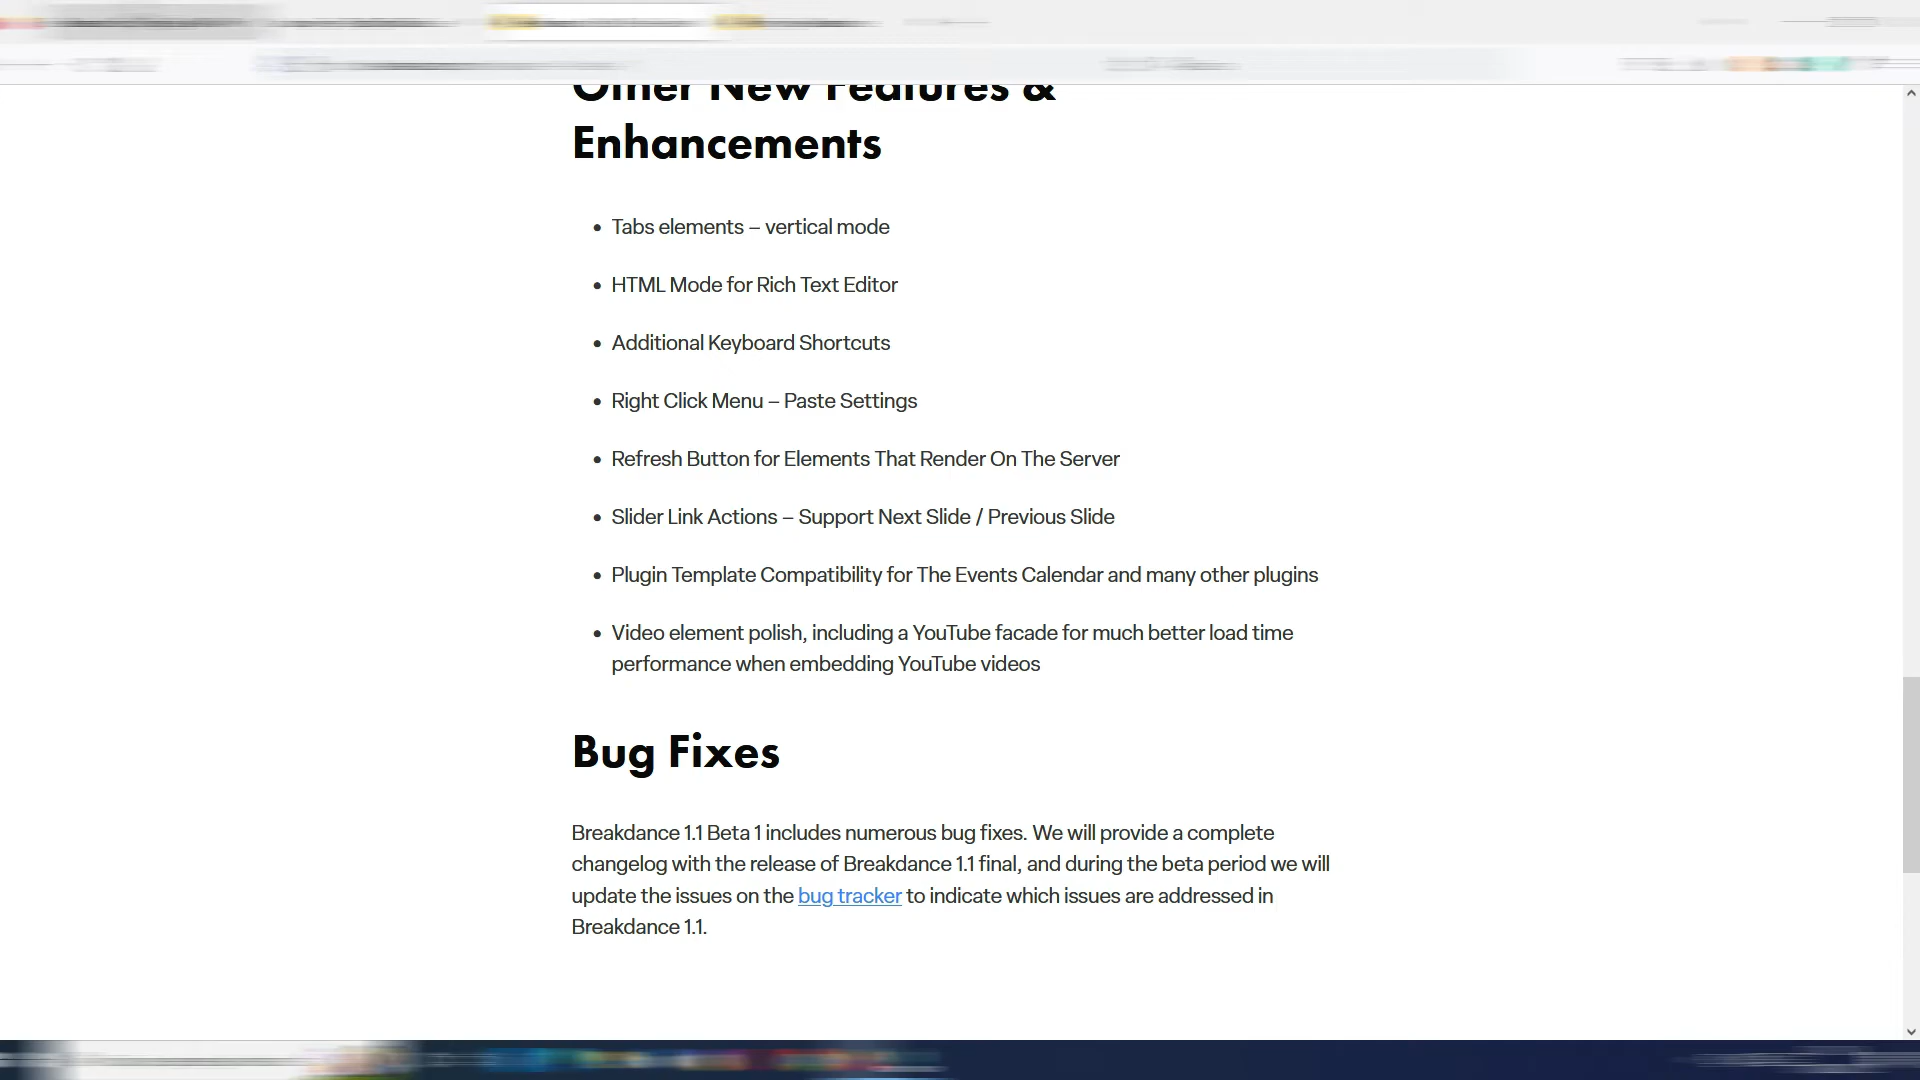 Other New Features &
Enhancements
• Tabs elements – vertical mode
• HTML Mode for Rich Text Editor
• Additional Keyboard Shortcuts
• Right Click Menu – Paste Settings
• Refresh Button for Elements That Render On The Server
• Slider Link Actions – Support Next Slide / Previous Slide
• Plugin Template Compatibility for The Events Calendar and many other plugins
• Video element polish, including a YouTube facade for much better load time
performance when embedding YouTube videos
Bug Fixes
Breakdance 1.1 Beta 1 includes numerous bug fixes. We will provide a complete
changelog with the release of Breakdance 1.1 final, and during the beta period we will
update the issues on the bug tracker to indicate which issues are addressed in
Breakdance 1.1.